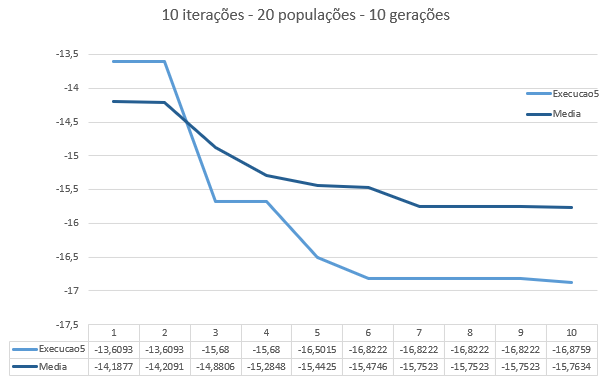 10 iterações - 20 populações - 10 gerações
-13,5
-14
-14,5
-15
-15,5
-16
-16,5
-17
-17,5
Execucao5
Media
1 2 3 4 5 6 7 8 9 10
Execucao5 -13,6093 -13,6093 -15,68 -15,68 -16,5015 -16,8222 -16,8222 -16,8222 -16,8222 -16,8759
Media -14,1877 -14,2091 -14,8806 -15,2848 -15,4425 -15,4746 -15,7523 -15,7523 -15,7523 -15,7634